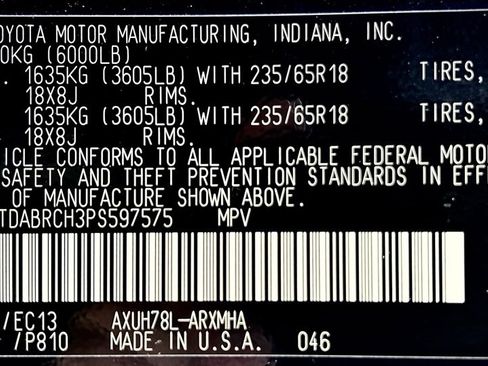 OYOTA MOTOR MANUFACTURING, INDIANA, INC.
0KG (6000LB)
. 1635KG (3605LB) WITH 235/65R18 TIRES,
18X8J RIMS.
1635KG (3605LB) WITH 235/65R18 TIRES,
18X8J RIMS.
ICLE CONFORMS TO ALL APPLICABLE FEDERAL MOTO
SAFETY AND THEFT PREVENTION STANDARDS IN EFF
OF MANUFACTURE SHOWN ABOVE.
TDABRCH3PS597575 MPV
/EC13 AXUH78L-ARXMHA
/P810 MADE IN U.S.A. 046